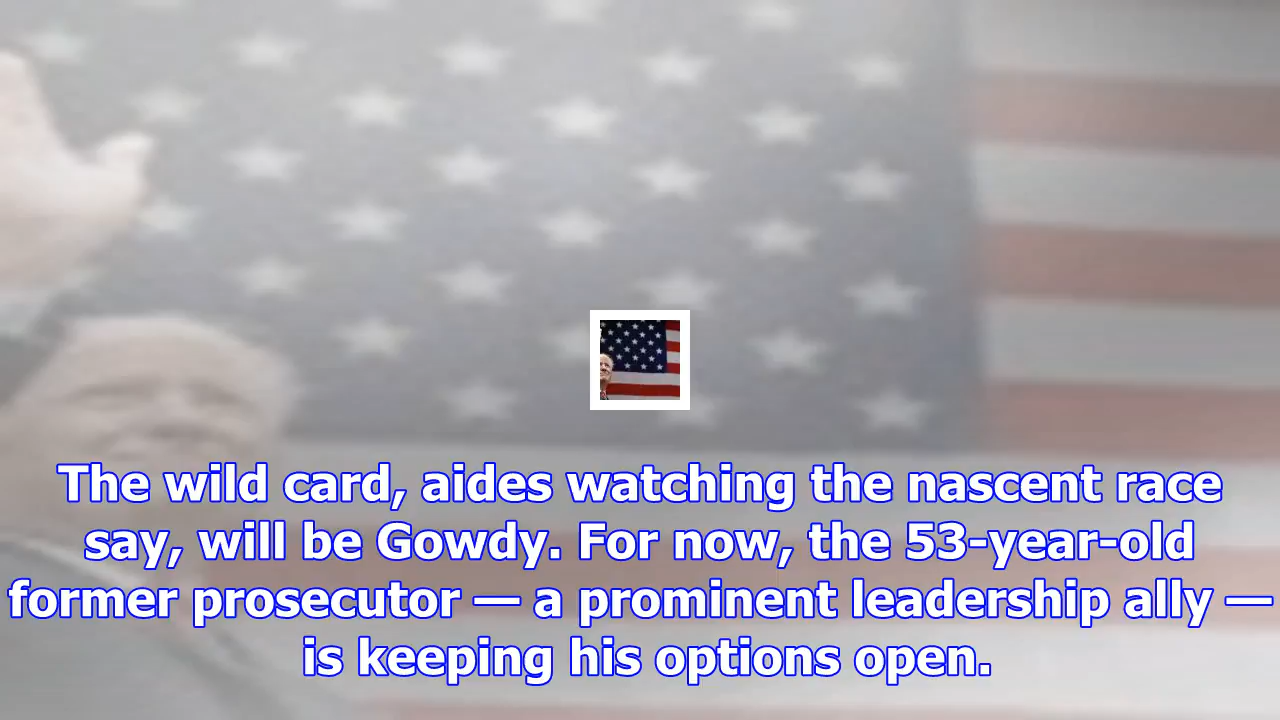 The wild card, aides watching the nascent race
say, will be Gowdy. For now, the 53-year-old
former prosecutor — a prominent leadership ally —
is keeping his options open.